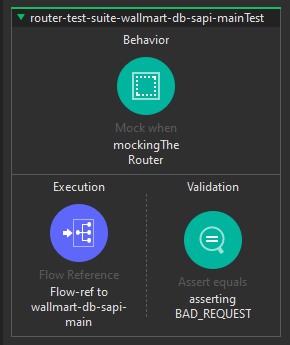 router-test-suite-wallmart-db-sapi-mainTest
Behavior
Mock when
mockingThe
Router
Execution
Flow Reference
Flow-ref to
wallmart-db-sapi-
main
Validation
Assert equals
asserting
BAD_REQUEST